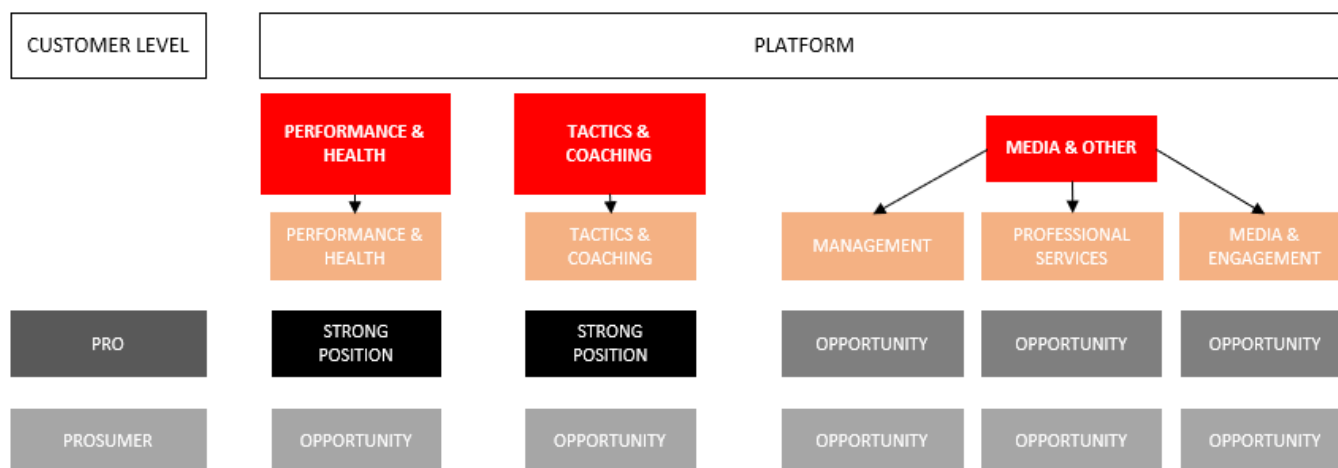 CUSTOMER LEVEL
PLATFORM
PERFORMANCE &
HEALTH
TACTICS &
COACHING
MEDIA & OTHER
PERFORMANCE &
HEALTH
TACTICS &
COACHING
MANAGEMENT
PROFESSIONAL
SERVICES
MEDIA &
ENGAGEMENT
PRO
STRONG
POSITION
STRONG
POSITION
OPPORTUNITY
OPPORTUNITY
OPPORTUNITY
PROSUMER
OPPORTUNITY
OPPORTUNITY
OPPORTUNITY
OPPORTUNITY
OPPORTUNITY